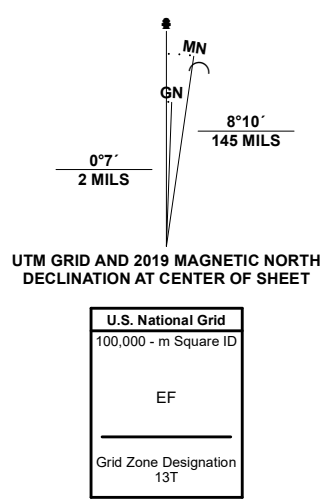 MN
GN
8°10´
145 MILS
0°7´
2 MILS
UTM GRID AND 2019 MAGNETIC NORTH
DECLINATION AT CENTER OF SHEET
U.S. National Grid
100,000 - m Square ID
EF
Grid Zone Designation
13T